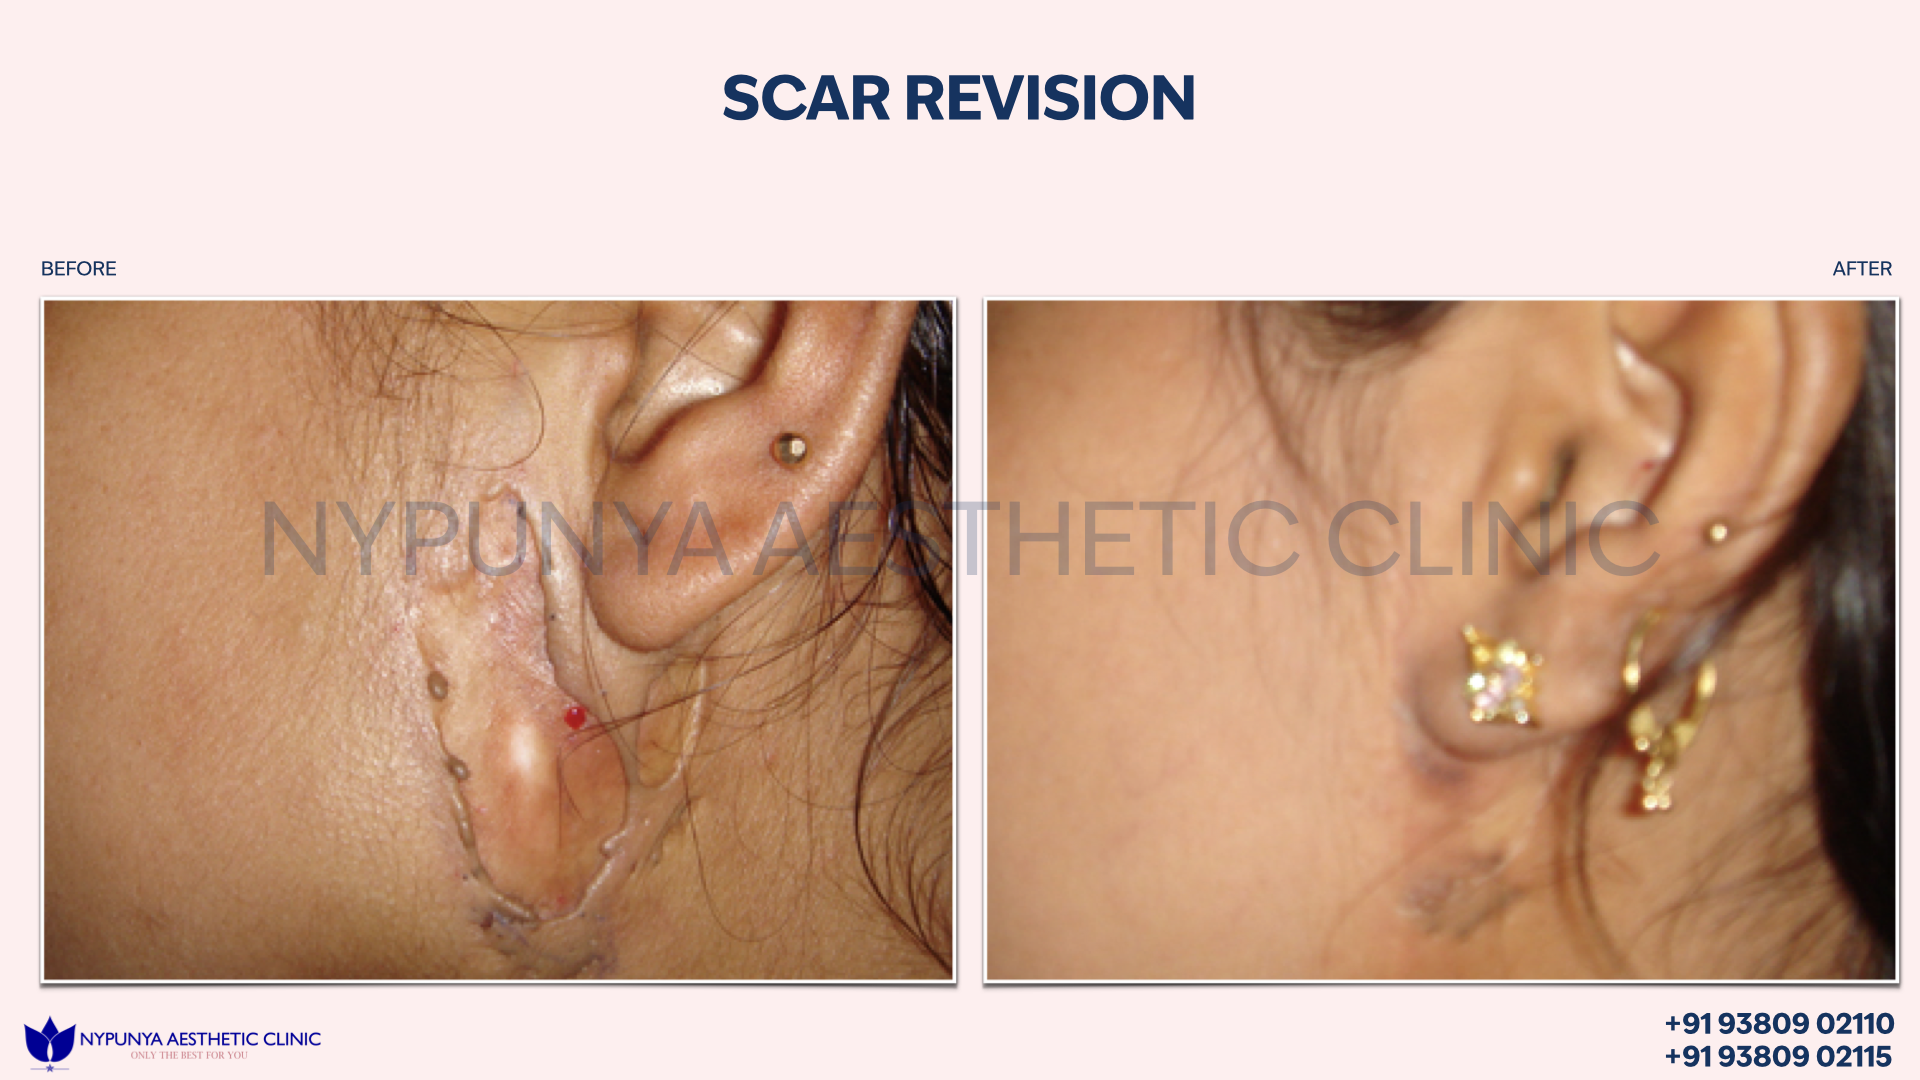 SCAR REVISION
BEFORE
AFTER
NYPUNYA AESTHETIC CLINIC
NYPUNYA AESTHETIC CLINIC
ONLY THE BEST FOR YOU
+91 93809 02110
+91 93809 02115